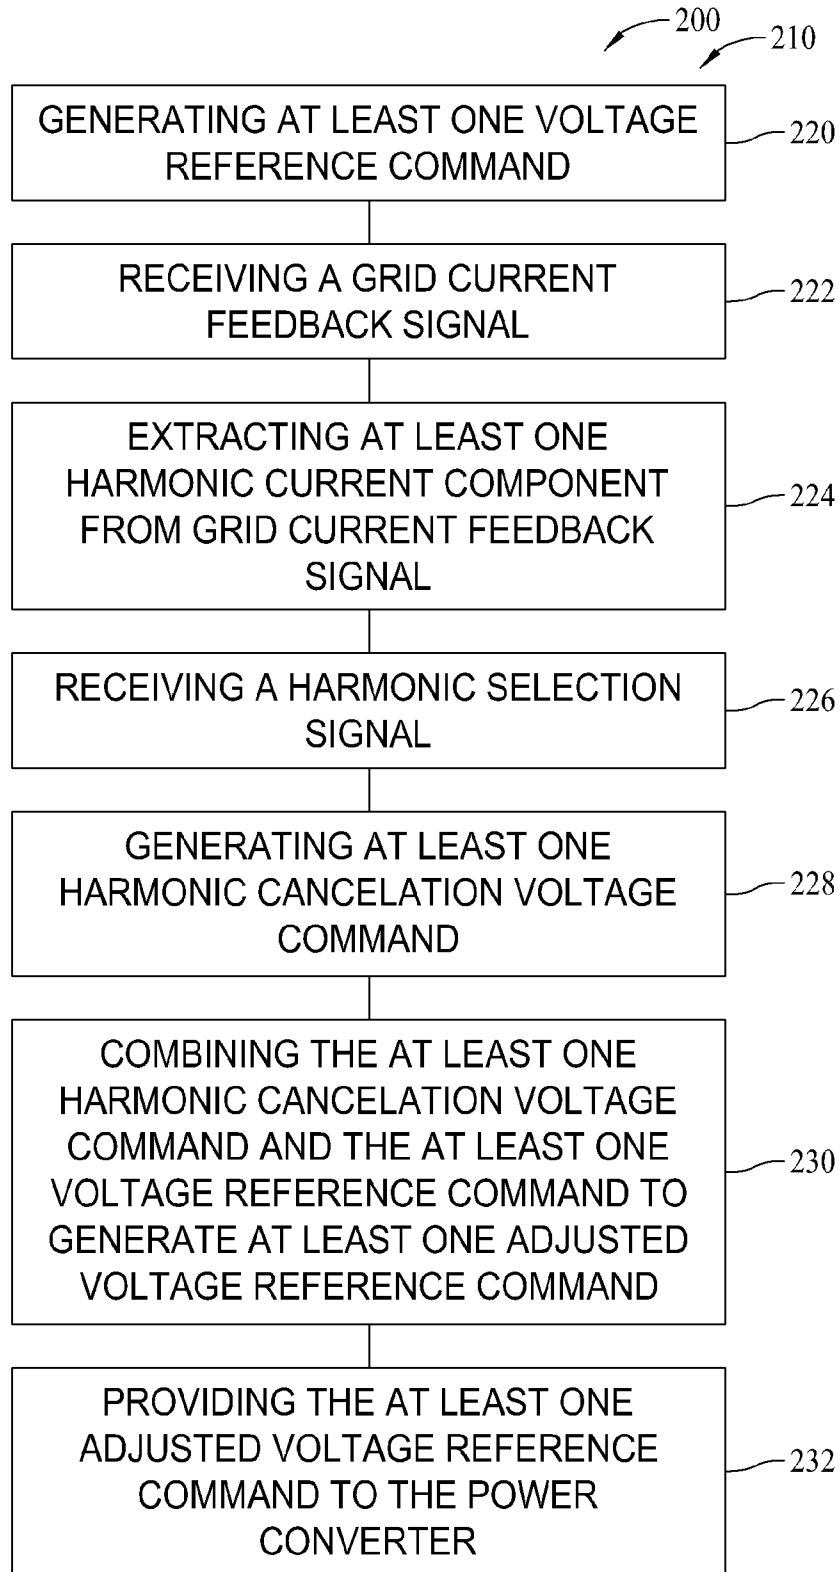 200
210
GENERATING AT LEAST ONE VOLTAGE
REFERENCE COMMAND
220
RECEIVING A GRID CURRENT
FEEDBACK SIGNAL
222
EXTRACTING AT LEAST ONE
HARMONIC CURRENT COMPONENT
FROM GRID CURRENT FEEDBACK
SIGNAL
224
RECEIVING A HARMONIC SELECTION
SIGNAL
226
GENERATING AT LEAST ONE
HARMONIC CANCELATION VOLTAGE
COMMAND
228
COMBINING THE AT LEAST ONE
HARMONIC CANCELATION VOLTAGE
COMMAND AND THE AT LEAST ONE
VOLTAGE REFERENCE COMMAND TO
GENERATE AT LEAST ONE ADJUSTED
VOLTAGE REFERENCE COMMAND
230
PROVIDING THE AT LEAST ONE
ADJUSTED VOLTAGE REFERENCE
COMMAND TO THE POWER
CONVERTER
232